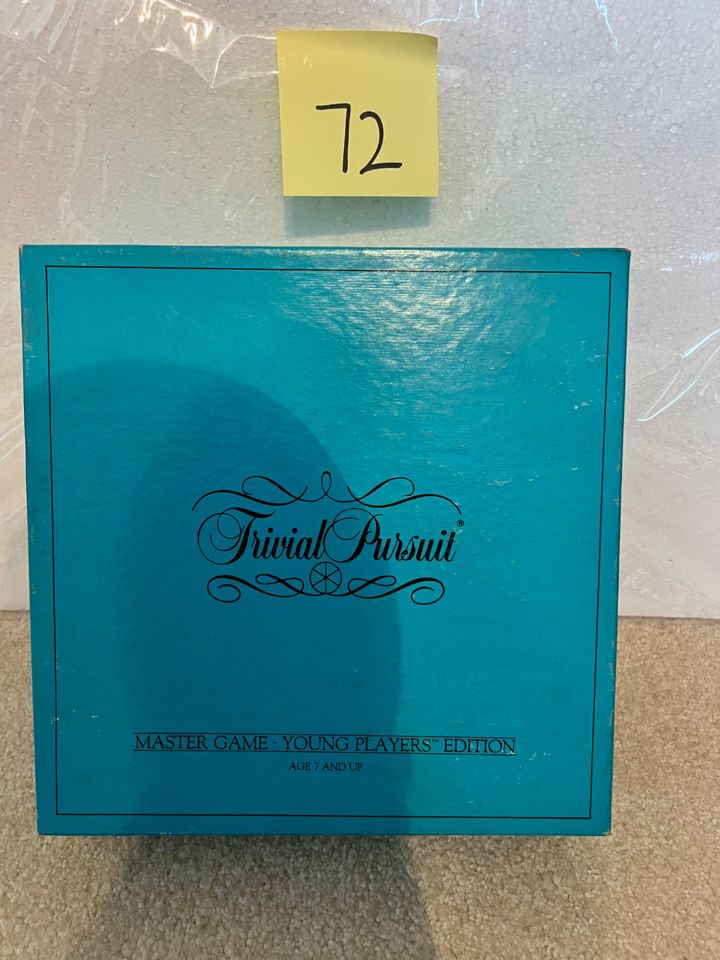 72
Trivial Pursuit®
MASTER GAME - YOUNG PLAYERS™ EDITION
AGE 7 AND UP